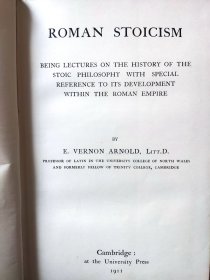 ROMAN STOICISM
BEING LECTURES ON THE HISTORY OF THE
STOIC PHILOSOPHY WITH SPECIAL
REFERENCE TO ITS DEVELOPMENT
WITHIN THE ROMAN EMPIRE
BY
E. VERNON ARNOLD, LITT.D.
PROFESSOR OF LATIN IN THE UNIVERSITY COLLEGE OF NORTH WALES
AND FORMERLY FELLOW OF TRINITY COLLEGE, CAMBRIDGE
Cambridge:
at the University Press
1911